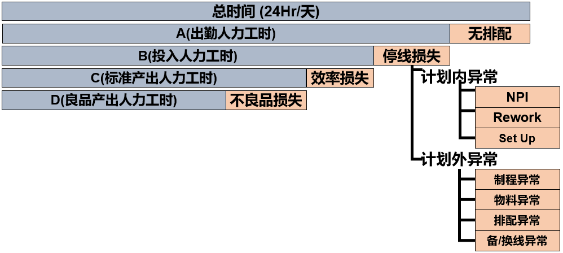 总时间 (24Hr/天)
A(出勤人力工时) 无排配
B(投入人力工时) 停线损失
C(标准产出人力工时) 效率损失
计划内异常
NPI
D(良品产出人力工时) 不良品损失
Rework
Set Up
计划外异常
制程异常
物料异常
排配异常
备/换线异常